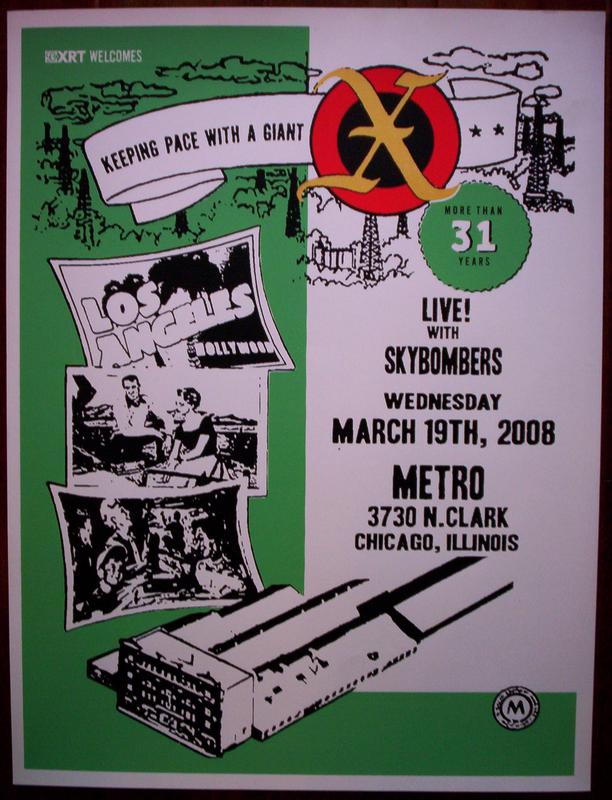 XRT WELCOMES
KEEPING PACE WITH A GIANT
X
MORE THAN
31
YEARS
LOS
ANGELES
HOLLYWOOD
LIVE!
WITH
SKYBOMBERS
WEDNESDAY
MARCH 19TH, 2008
METRO
3730 N.CLARK
CHICAGO, ILLINOIS
M